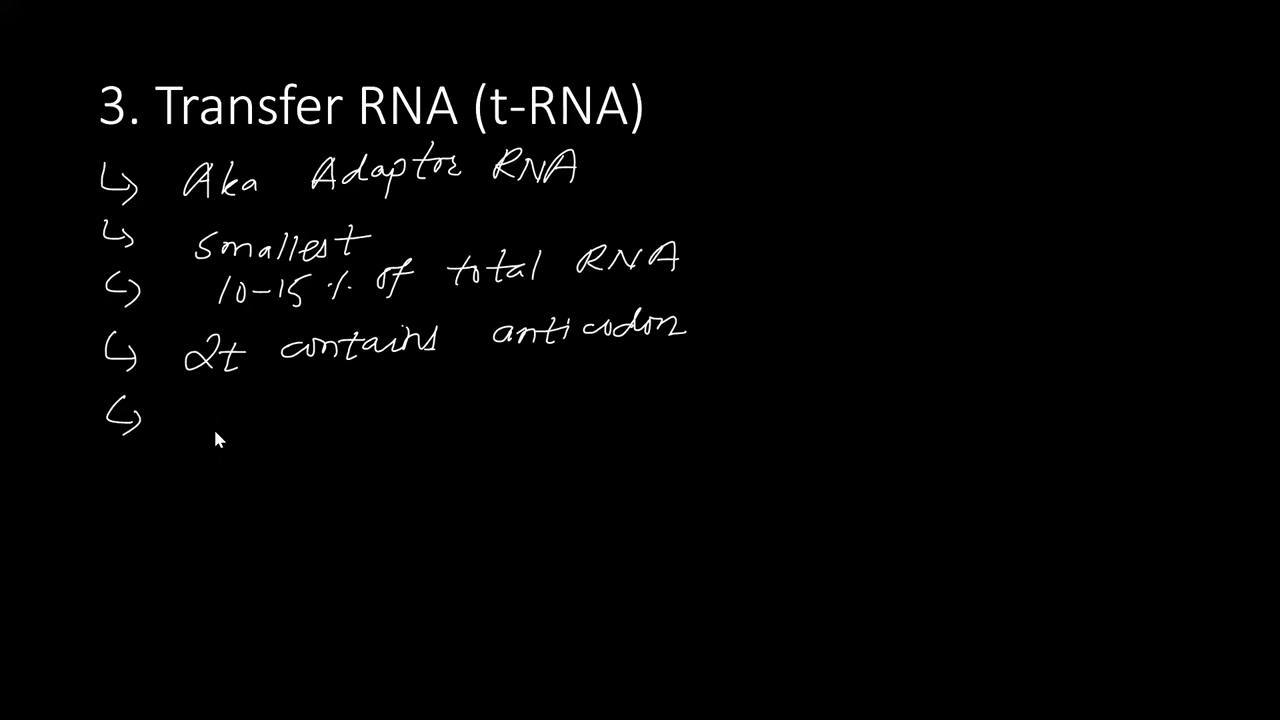 3. Transfer RNA (t-RNA)
↳ Aka Adaptor RNA
↳ smallest
↳ 10-15 % of total RNA
↳ It contains anticodon
↳